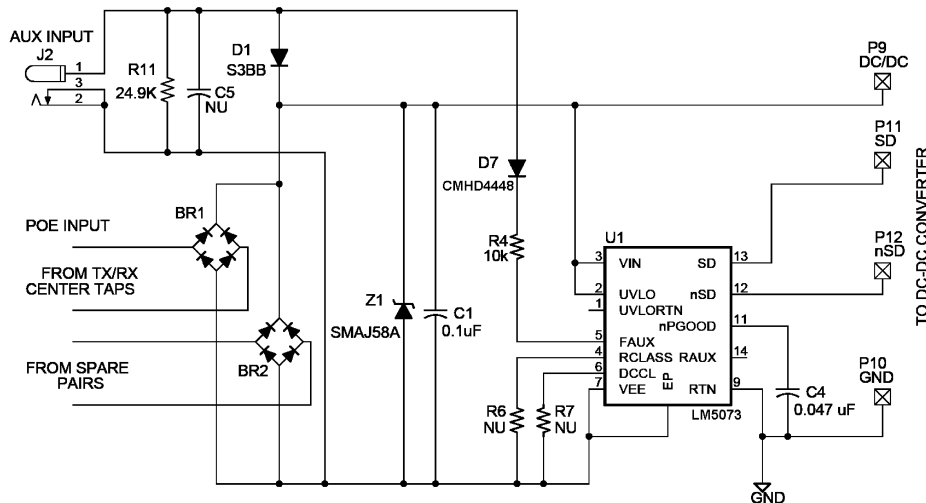 AUX INPUT
J2
1
3
2
R11
24.9K
C5
NU
D1
S3BB
P9
DC/DC
P11
SD
D7
CMHD4448
BR1
POE INPUT
FROM TX/RX
CENTER TAPS
R4
10k
U1
3
VIN
SD
13
P12
nSD
2
UVLO
nSD
12
1
UVLORTN
nPGOOD
11
Z1
SMAJ58A
C1
0.1uF
5
FAUX
4
RCLASS
RAUX
14
6
DCCL
7
VEE
EP
RTN
9
LM5073
BR2
FROM SPARE
PAIRS
R6
NU
R7
NU
C4
0.047 uF
P10
GND
GND
TO DC-DC CONVERTER